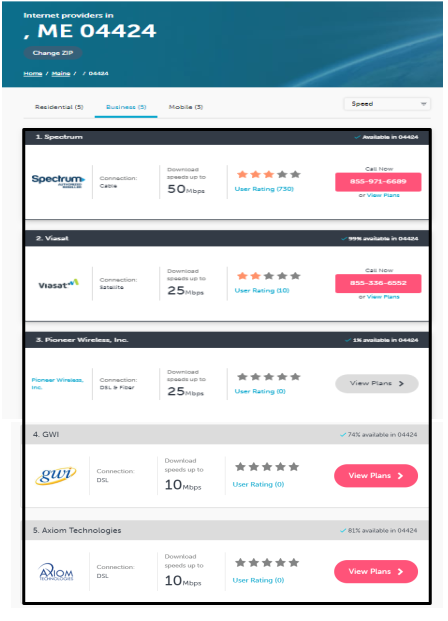 Internet providers in
, ME 04424
Change ZIP
Home / Maine / / 04424
Residential (5) Business (5) Mobile (5)
Speed
1. Spectrum
✓ Available in 04424
Spectrum
AUTHORIZED RESELLER
Connection:
Cable
Download
speeds up to
50Mbps
User Rating (730)
Call Now
855-971-6689
or View Plans
2. Viasat
✓ 99% available in 04424
Viasat
Connection:
Satellite
Download
speeds up to
25Mbps
User Rating (10)
Call Now
855-336-6552
or View Plans
3. Pioneer Wireless, Inc.
✓ 1% available in 04424
Pioneer Wireless,
Inc.
Connection:
DSL & Fiber
Download
speeds up to
25Mbps
User Rating (0)
View Plans
4. GWI
✓ 74% available in 04424
gwi
Connection:
DSL
Download
speeds up to
10Mbps
User Rating (0)
View Plans
5. Axiom Technologies
✓ 81% available in 04424
AXIOM
TECHNOLOGIES
Connection:
DSL
Download
speeds up to
10Mbps
User Rating (0)
View Plans